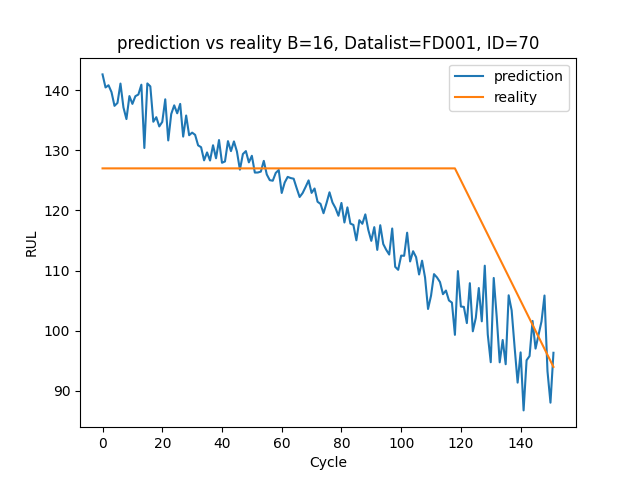 prediction vs reality B=16, Datalist=FD001, ID=70
prediction
reality
140
130
120
110
100
90
RUL
0 20 40 60 80 100 120 140
Cycle